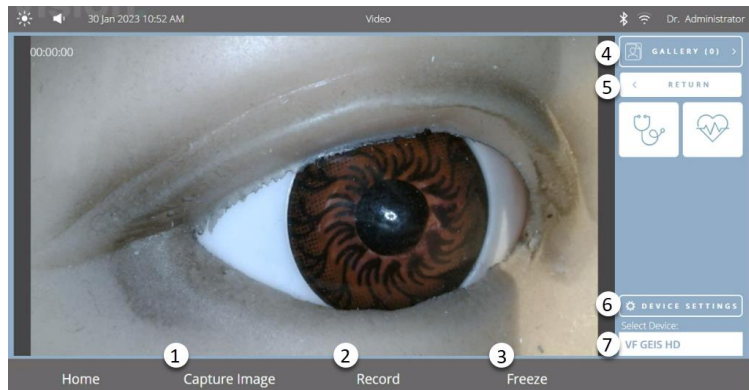 30 Jan 2023 10:52 AM
Video
Dr. Administrator
00:00:00
4
GALLERY (0)
5
RETURN
6
DEVICE SETTINGS
Select Device:
7
VF GEIS HD
1
2
3
Home
Capture Image
Record
Freeze